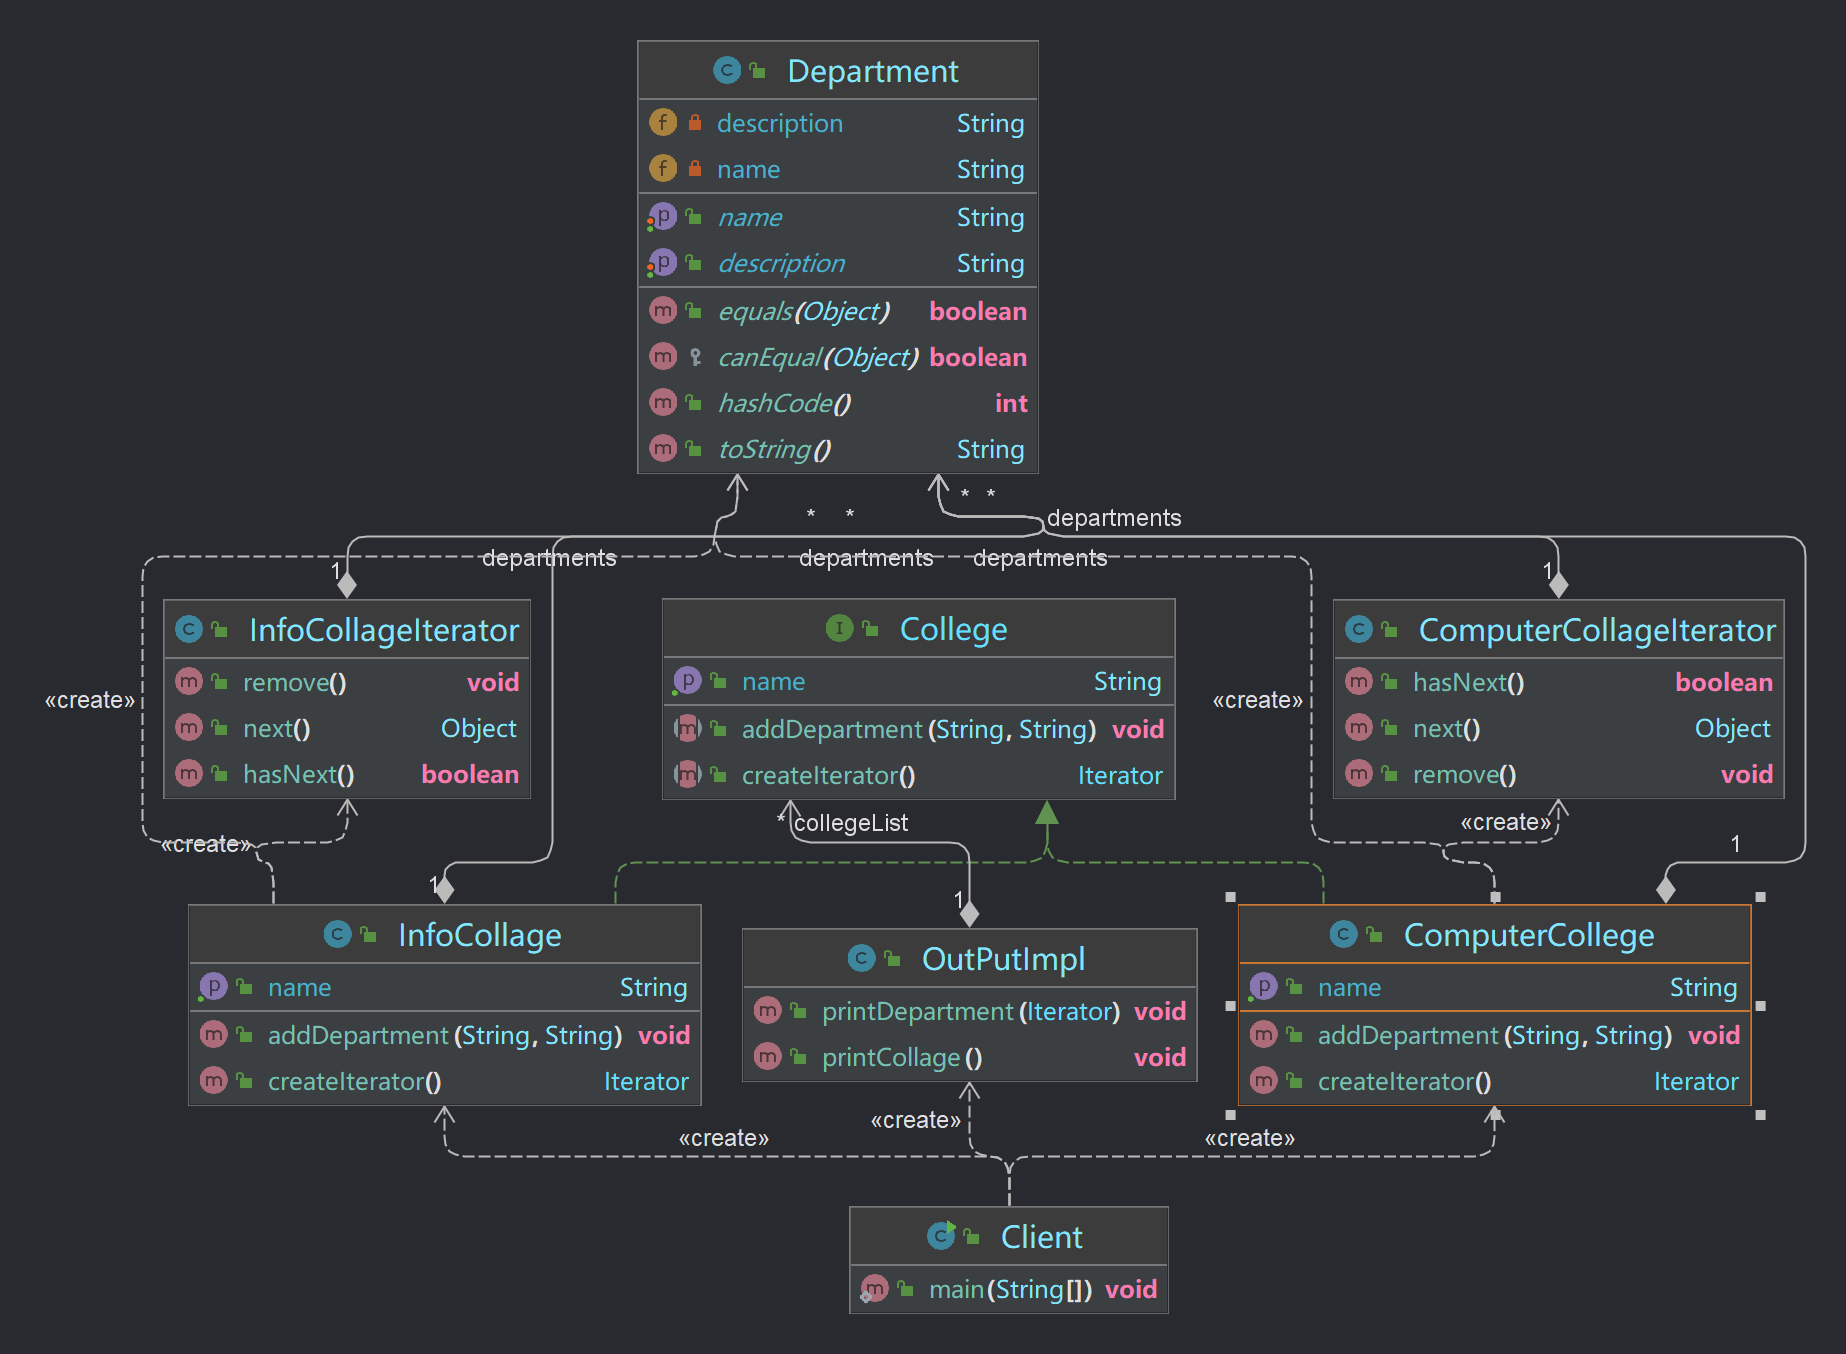 Department
description String
name String
name String
description String
equals(Object) boolean
canEqual(Object) boolean
hashCode() int
toString() String
* *
* *
departments
departments departments departments
1
1
InfoCollageIterator
remove() void
next() Object
hasNext() boolean
College
name String
addDepartment(String, String) void
createIterator() Iterator
ComputerCollageIterator
hasNext() boolean
next() Object
remove() void
«create»
«create»
* collegeList
«create»
«create»
1
1
1
InfoCollage
name String
addDepartment(String, String) void
createIterator() Iterator
OutPutImpl
printDepartment(Iterator) void
printCollage() void
ComputerCollege
name String
addDepartment(String, String) void
createIterator() Iterator
«create»
«create»
«create»
Client
main(String[]) void